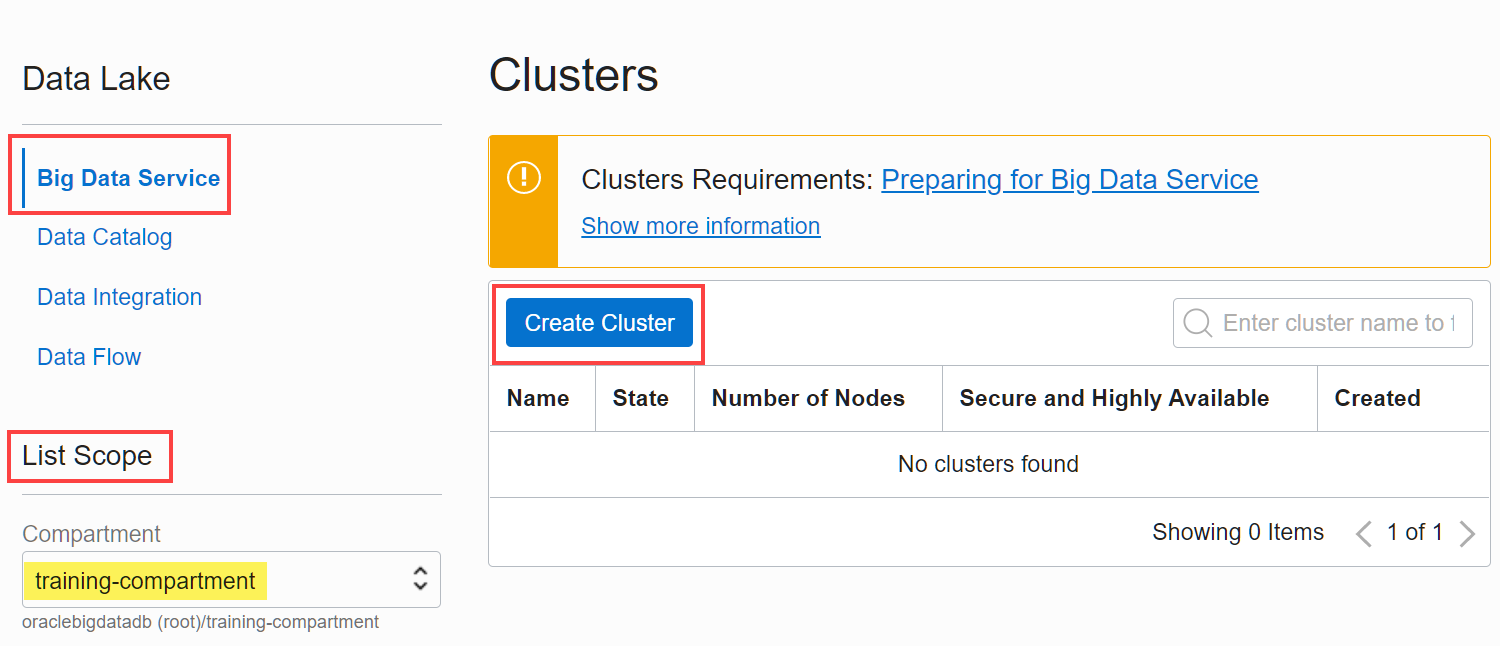 Data Lake
Big Data Service
Data Catalog
Data Integration
Data Flow
List Scope
Compartment
training-compartment
oraclebigdatadb (root)/training-compartment
Clusters
Clusters Requirements: Preparing for Big Data Service
Show more information
Create Cluster
Enter cluster name to f
Name State Number of Nodes Secure and Highly Available Created
No clusters found
Showing 0 Items 1 of 1